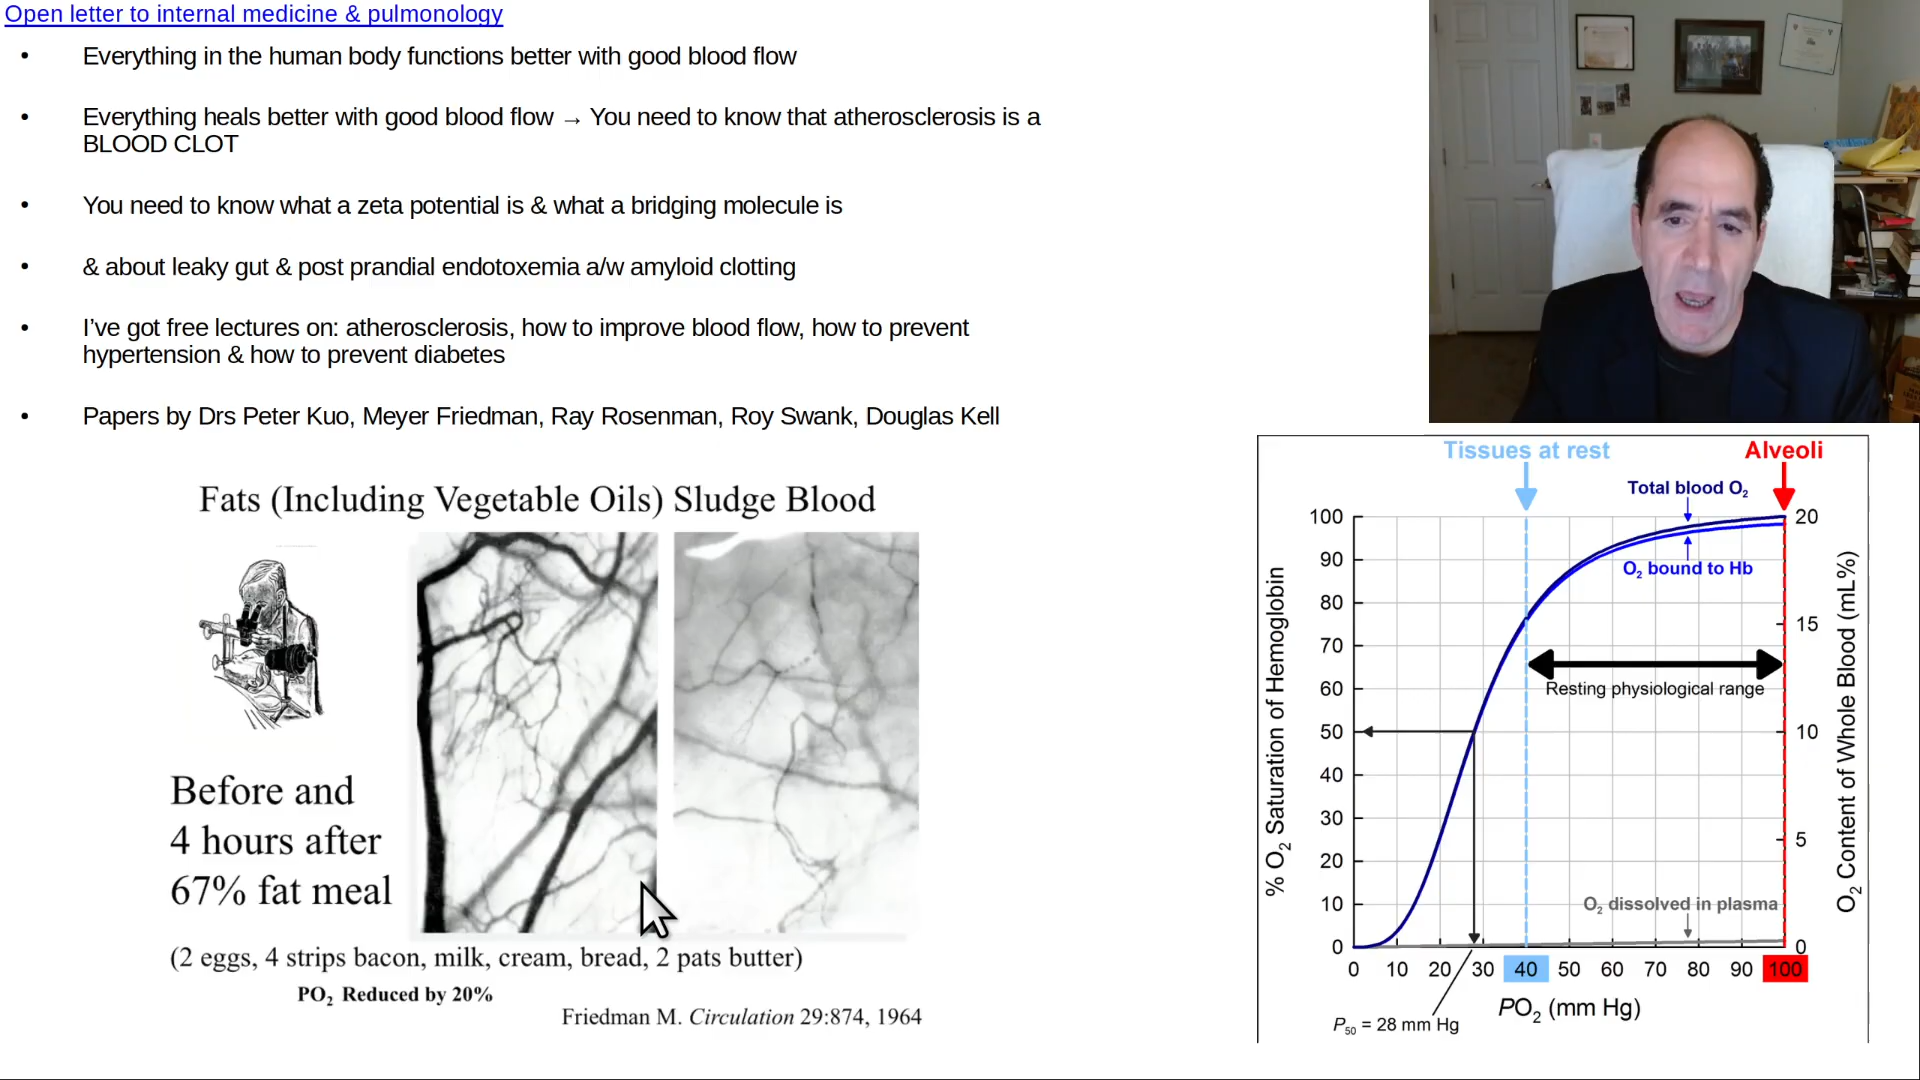 Open letter to internal medicine & pulmonology
• Everything in the human body functions better with good blood flow
• Everything heals better with good blood flow → You need to know that atherosclerosis is a
BLOOD CLOT
• You need to know what a zeta potential is & what a bridging molecule is
• & about leaky gut & post prandial endotoxemia a/w amyloid clotting
• I’ve got free lectures on: atherosclerosis, how to improve blood flow, how to prevent
hypertension & how to prevent diabetes
• Papers by Drs Peter Kuo, Meyer Friedman, Ray Rosenman, Roy Swank, Douglas Kell
Fats (Including Vegetable Oils) Sludge Blood
Before and
4 hours after
67% fat meal
(2 eggs, 4 strips bacon, milk, cream, bread, 2 pats butter)
PO₂ Reduced by 20%
Friedman M. Circulation 29:874, 1964
Tissues at rest
Alveoli
Total blood O₂
O₂ bound to Hb
Resting physiological range
O₂ dissolved in plasma
% O₂ Saturation of Hemoglobin
100
90
80
70
60
50
40
30
20
10
0
20
15
10
5
0
O₂ Content of Whole Blood (mL%)
0 10 20 30 40 50 60 70 80 90 100
PO₂ (mm Hg)
P₅₀ = 28 mm Hg